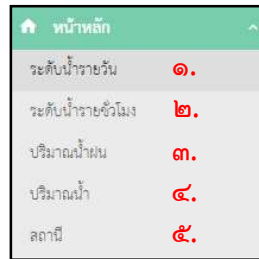 หน้าหลัก
ระดับน้ำรายวัน ๑.
ระดับน้ำรายชั่วโมง ๒.
ปริมาณน้ำฝน ๓.
ปริมาณน้ำ ๔.
สถานี ๕.